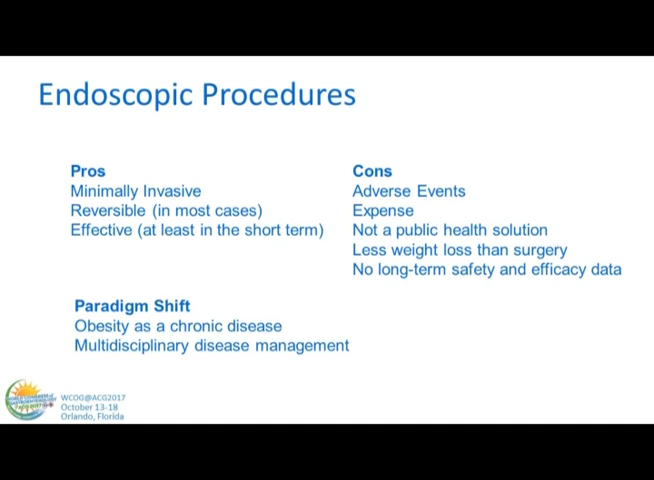 Endoscopic Procedures
Pros
Minimally Invasive
Reversible (in most cases)
Effective (at least in the short term)
Cons
Adverse Events
Expense
Not a public health solution
Less weight loss than surgery
No long-term safety and efficacy data
Paradigm Shift
Obesity as a chronic disease
Multidisciplinary disease management
WCOG@ACG2017
October 13-18
Orlando, Florida